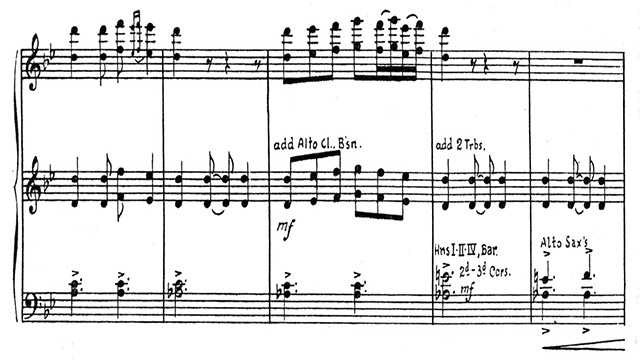 add Alto Cl., B'sn.
add 2 Trbs.
mf
Hns I-II-IV, Bar.
2d-3d Cors.
mf
Alto Sax's